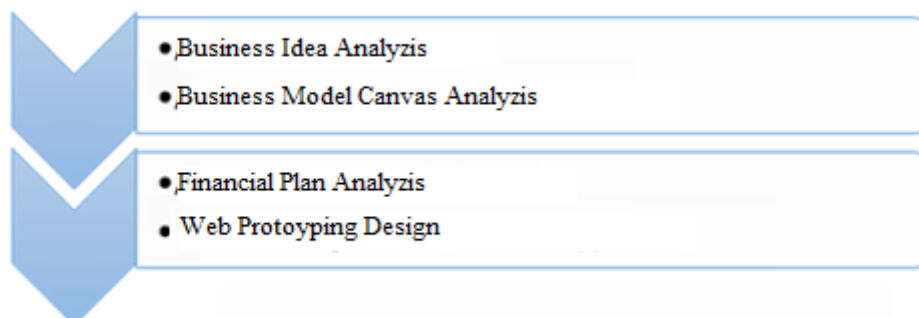 • Business Idea Analyzis
• Business Model Canvas Analyzis
• Financial Plan Analyzis
• Web Protoyping Design